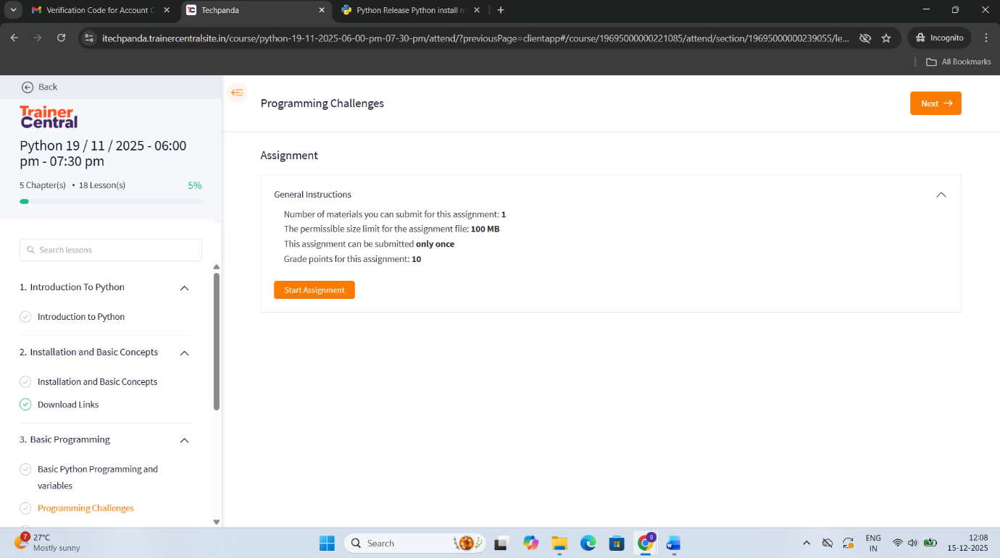 Verification Code for Account C
Techpanda
Python Release Python install m
itechpanda.trainercentralsite.in/course/python-19-11-2025-06-00-pm-07-30-pm/attend/?previousPage=clientapp#/course/19695000000221085/attend/section/19695000000239055/le...
Incognito
All Bookmarks
Back
Trainer
Central
Python 19 / 11 / 2025 - 06:00
pm - 07:30 pm
5 Chapter(s) • 18 Lesson(s) 5%
Search lessons
1. Introduction To Python
Introduction to Python
2. Installation and Basic Concepts
Installation and Basic Concepts
Download Links
3. Basic Programming
Basic Python Programming and
variables
Programming Challenges
Programming Challenges
Next →
Assignment
General Instructions
Number of materials you can submit for this assignment: 1
The permissible size limit for the assignment file: 100 MB
This assignment can be submitted only once
Grade points for this assignment: 10
Start Assignment
7
27°C
Mostly sunny
Search
g
ENG
IN
12:08
15-12-2025